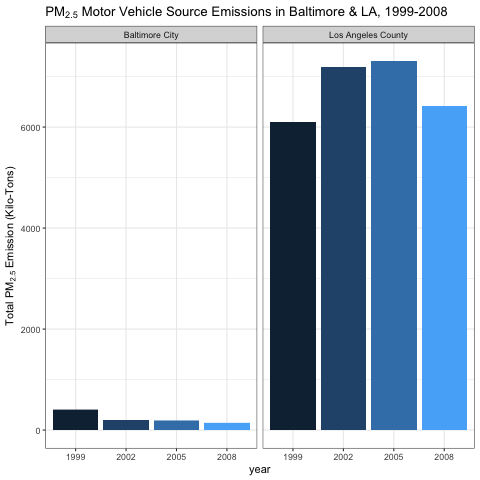 PM2.5 Motor Vehicle Source Emissions in Baltimore & LA, 1999-2008
Baltimore City
Los Angeles County
Total PM2.5 Emission (Kilo-Tons)
6000
4000
2000
0
1999 2002 2005 2008
1999 2002 2005 2008
year